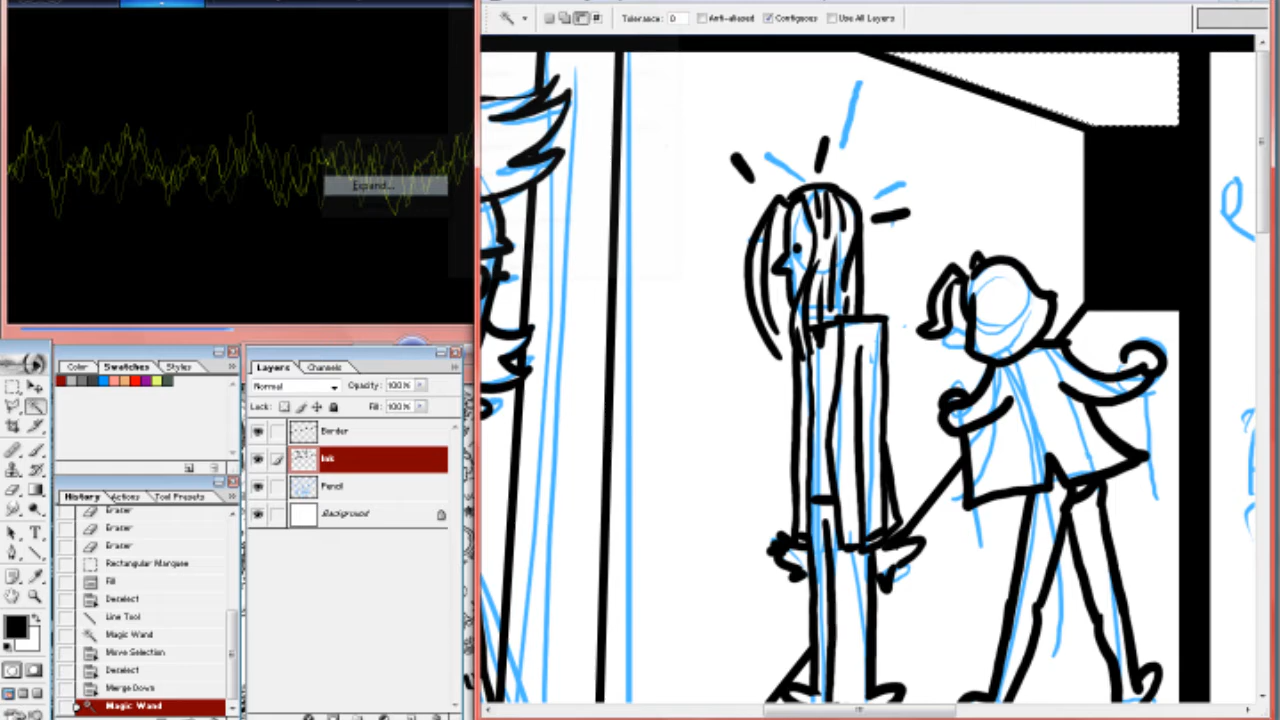 Tolerance: 0 Anti-aliased Contiguous Use All Layers
Expand...
Color Swatches Styles
Layers Channels
Normal Opacity: 100%
Lock: Fill: 100%
Border
Ink
Pencil
Background
History Actions Tool Presets
Eraser
Eraser
Eraser
Rectangular Marquee
Fill
Deselect
Line Tool
Magic Wand
Move Selection
Deselect
Merge Down
Magic Wand